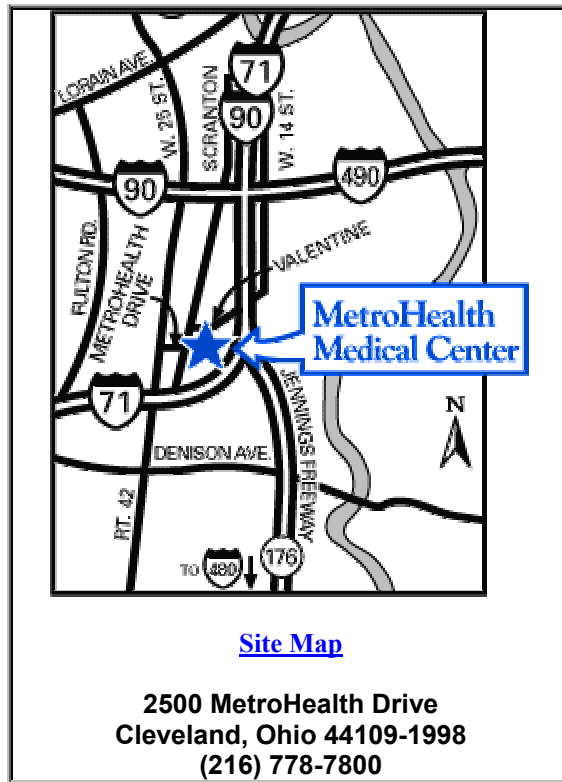 LORAIN AVE.
W. 25 ST.
SCRANTON
71
90
W. 14 ST.
90
490
FULTON RD.
METROHEALTH
DRIVE
VALENTINE
MetroHealth
Medical Center
71
JENNINGS FREEWAY
N
DENISON AVE.
RT. 42
TO 480
176
Site Map
2500 MetroHealth Drive
Cleveland, Ohio 44109-1998
(216) 778-7800